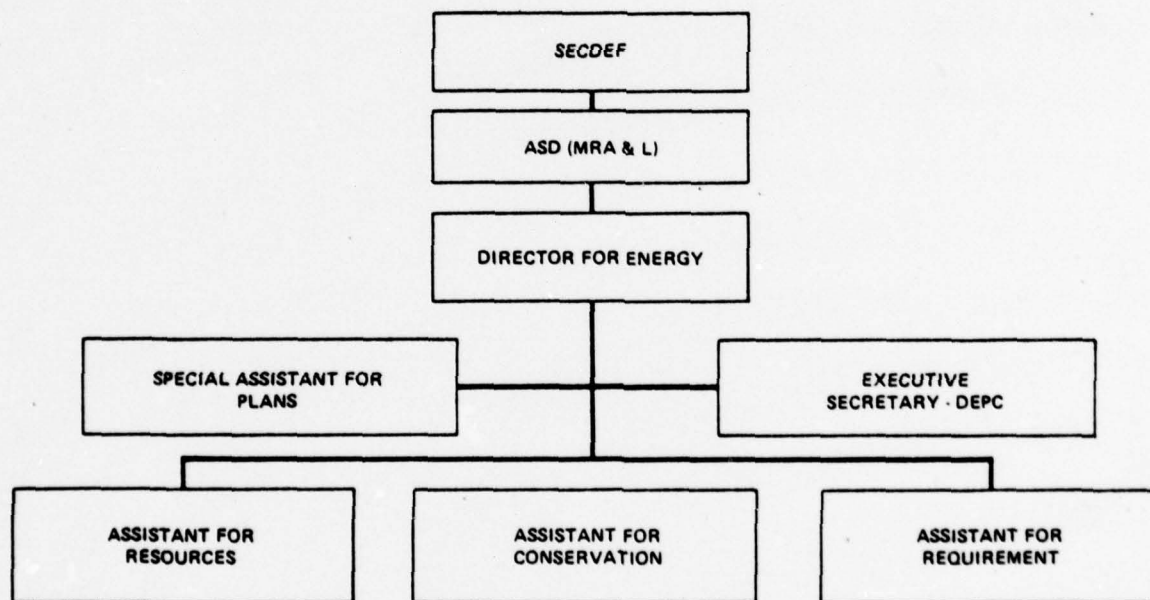 SECDEF
ASD (MRA & L)
DIRECTOR FOR ENERGY
SPECIAL ASSISTANT FOR
PLANS
EXECUTIVE
SECRETARY · DEPC
ASSISTANT FOR
RESOURCES
ASSISTANT FOR
CONSERVATION
ASSISTANT FOR
REQUIREMENT